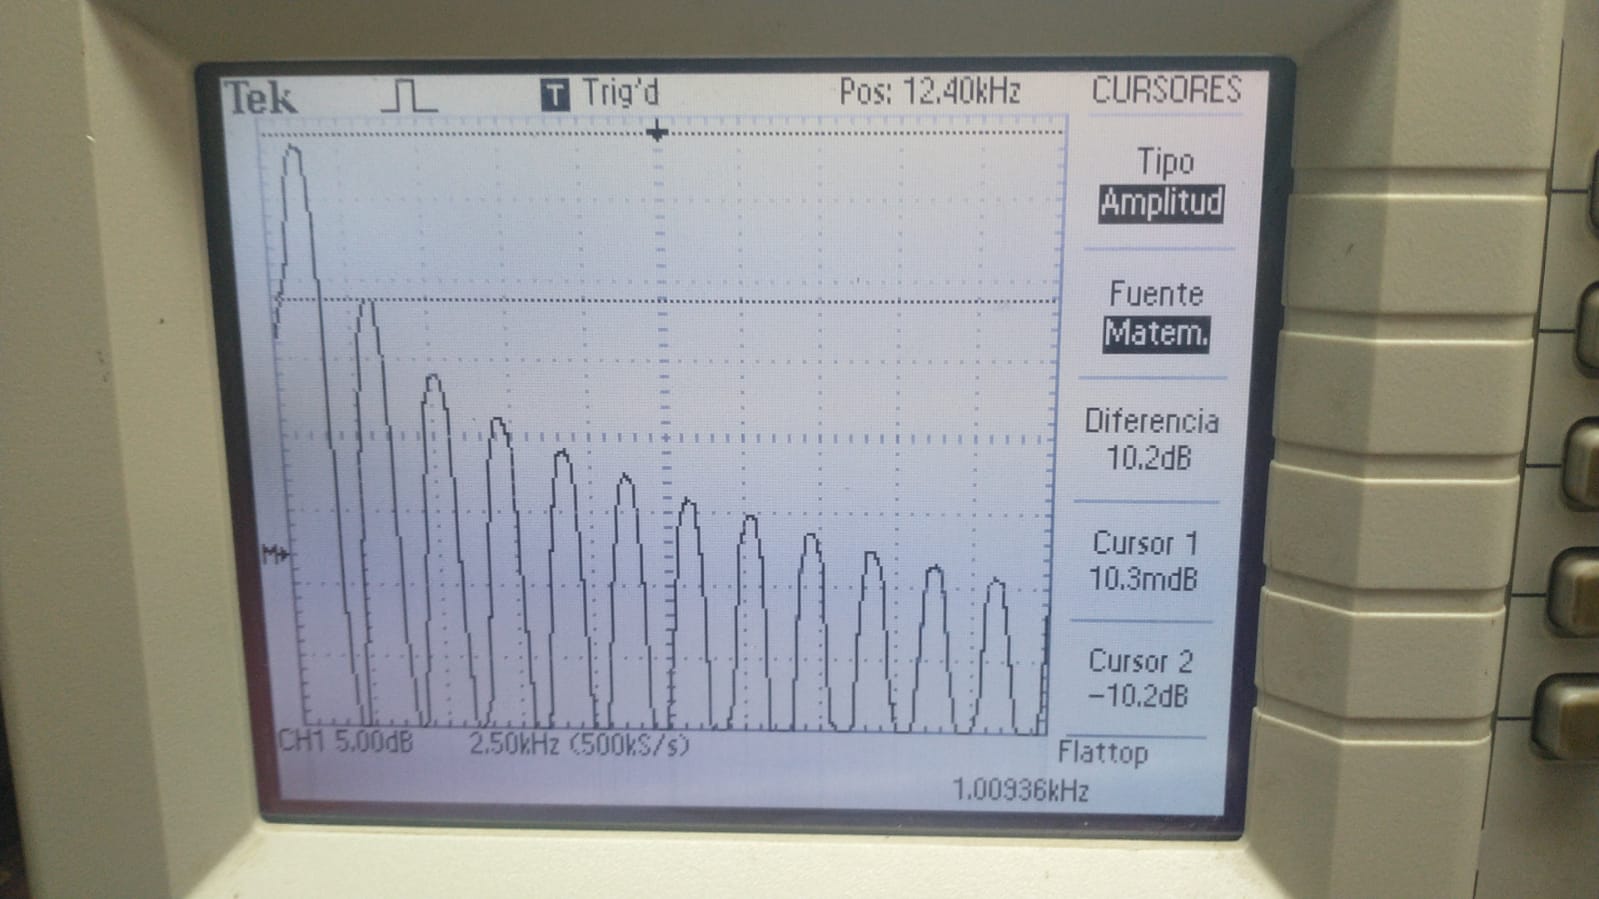 Tek T Trig'd Pos: 12.40kHz CURSORES
Tipo
Amplitud
Fuente
Matem.
Diferencia
10.2dB
M
Cursor 1
10.3mdB
Cursor 2
-10.2dB
CH1 5.00dB 2.50kHz (500kS/s) Flattop
1.00936kHz